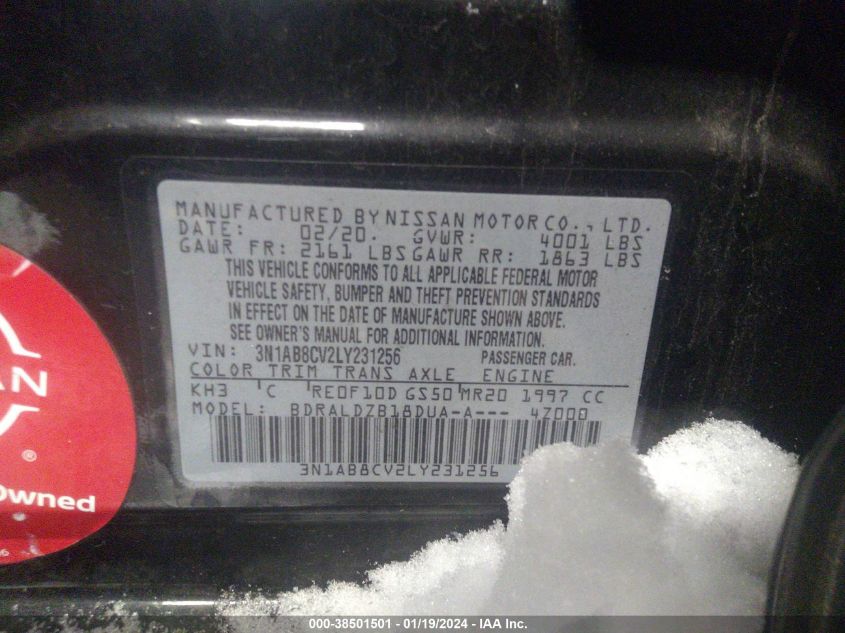 MANUFACTURED BY NISSAN MOTOR CO., LTD.
DATE: 02/20. GVWR: 4001 LBS
GAWR FR: 2161 LBS GAWR RR: 1863 LBS
THIS VEHICLE CONFORMS TO ALL APPLICABLE FEDERAL MOTOR
VEHICLE SAFETY, BUMPER AND THEFT PREVENTION STANDARDS
IN EFFECT ON THE DATE OF MANUFACTURE SHOWN ABOVE.
SEE OWNER'S MANUAL FOR ADDITIONAL INFORMATION.
VIN: 3N1AB8CV2LY231256 PASSENGER CAR.
COLOR TRIM TRANS AXLE ENGINE
KH3 C RE0F10D GS50 MR20 1997 CC
MODEL: BDRALDZB18DUA-A--- 47000
3N1AB8CV2LY231256
AN
®
Owned
000-38501501 - 01/19/2024 - IAA Inc.